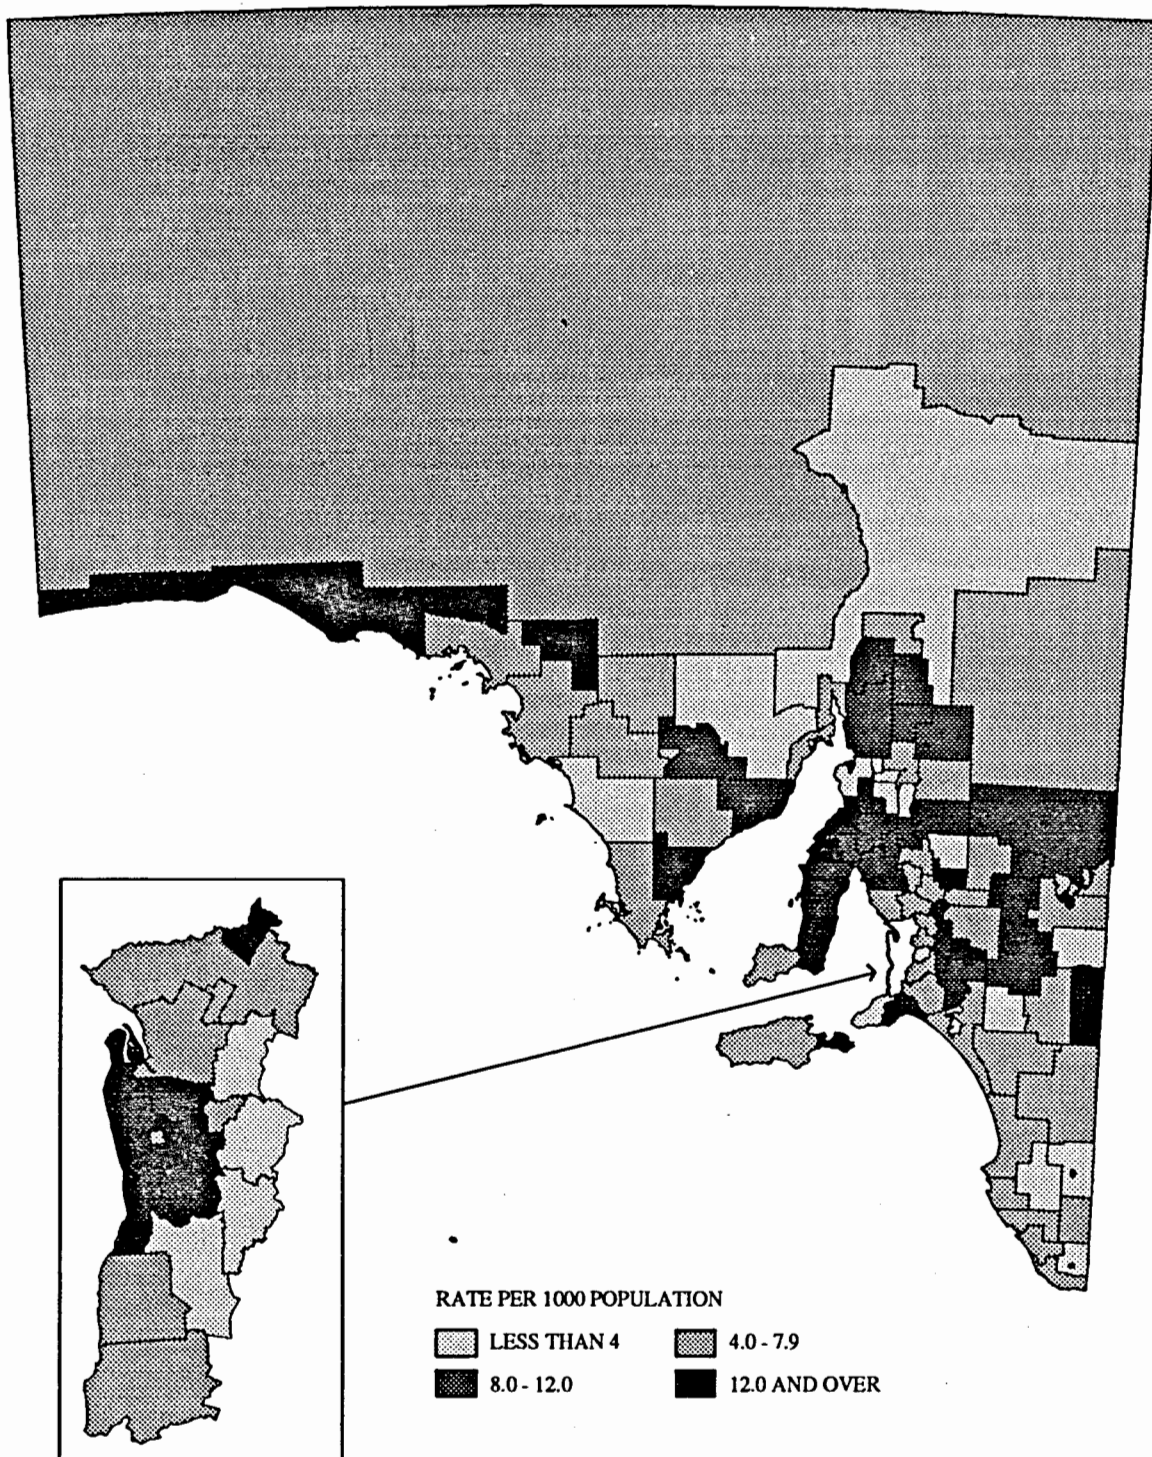 RATE PER 1000 POPULATION
LESS THAN 4
4.0 - 7.9
8.0 - 12.0
12.0 AND OVER